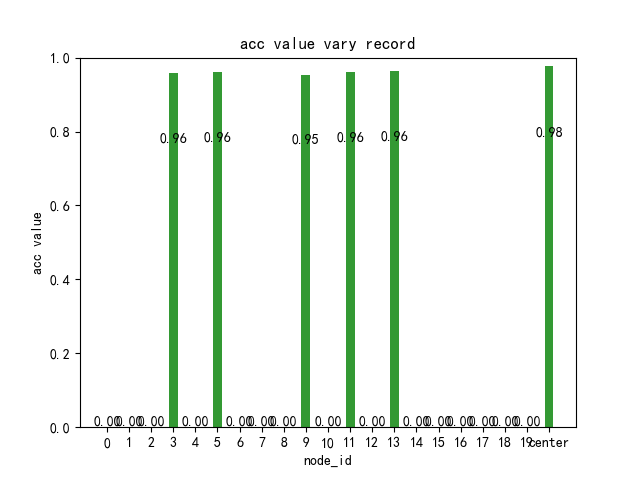 acc value vary record
1.0
0.8
0.6
0.4
0.2
0.0
acc value
0.96 0.96 0.95 0.96 0.96 0.98
0.00 0.00 0.00 0.00 0.00 0.00 0.00 0.00 0.00 0.00 0.00 0.00 0.00 0.00 0.00
0 1 2 3 4 5 6 7 8 9 10 11 12 13 14 15 16 17 18 19 center
node_id